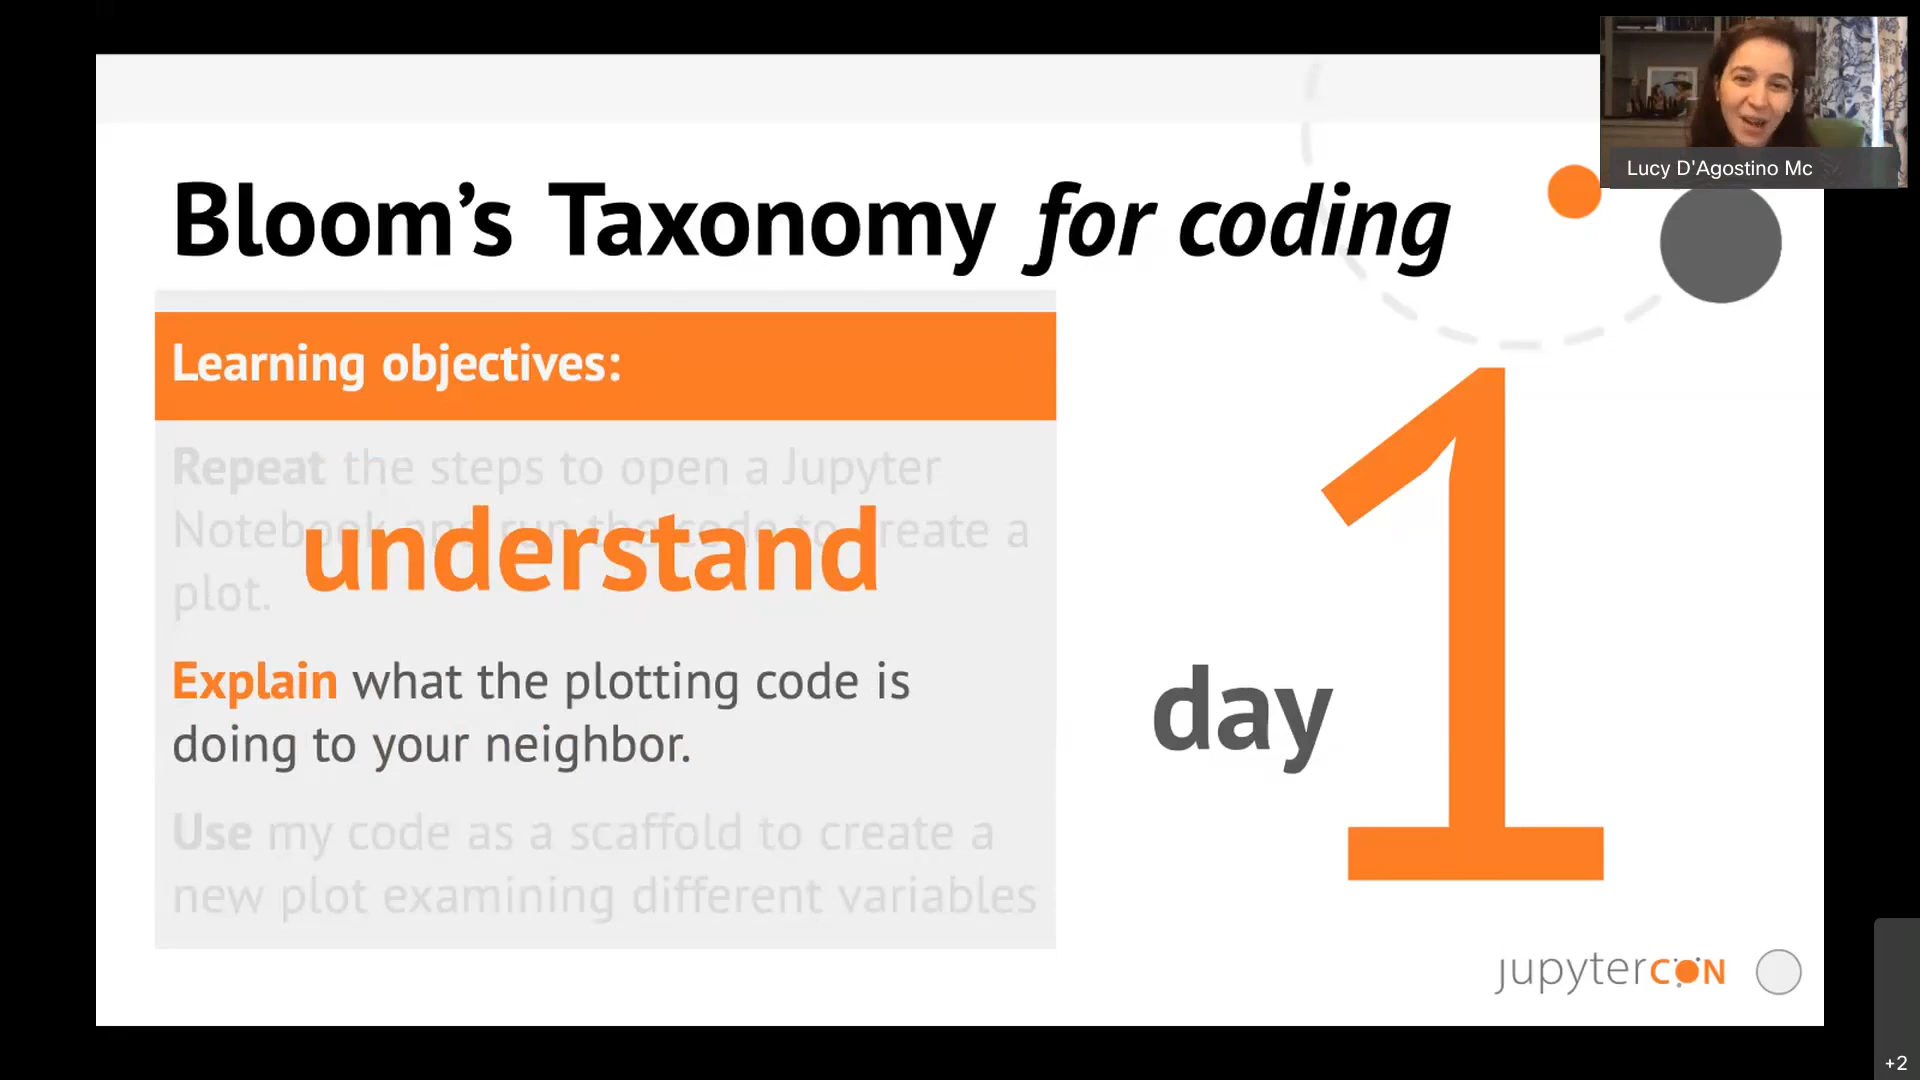 Lucy D'Agostino Mc
Bloom's Taxonomy for coding
Learning objectives:
Repeat the steps to open a Jupyter
Notebook and run the code to create a
plot.
understand
Explain what the plotting code is
doing to your neighbor.
Use my code as a scaffold to create a
new plot examining different variables
day 1
jupytercon
+2